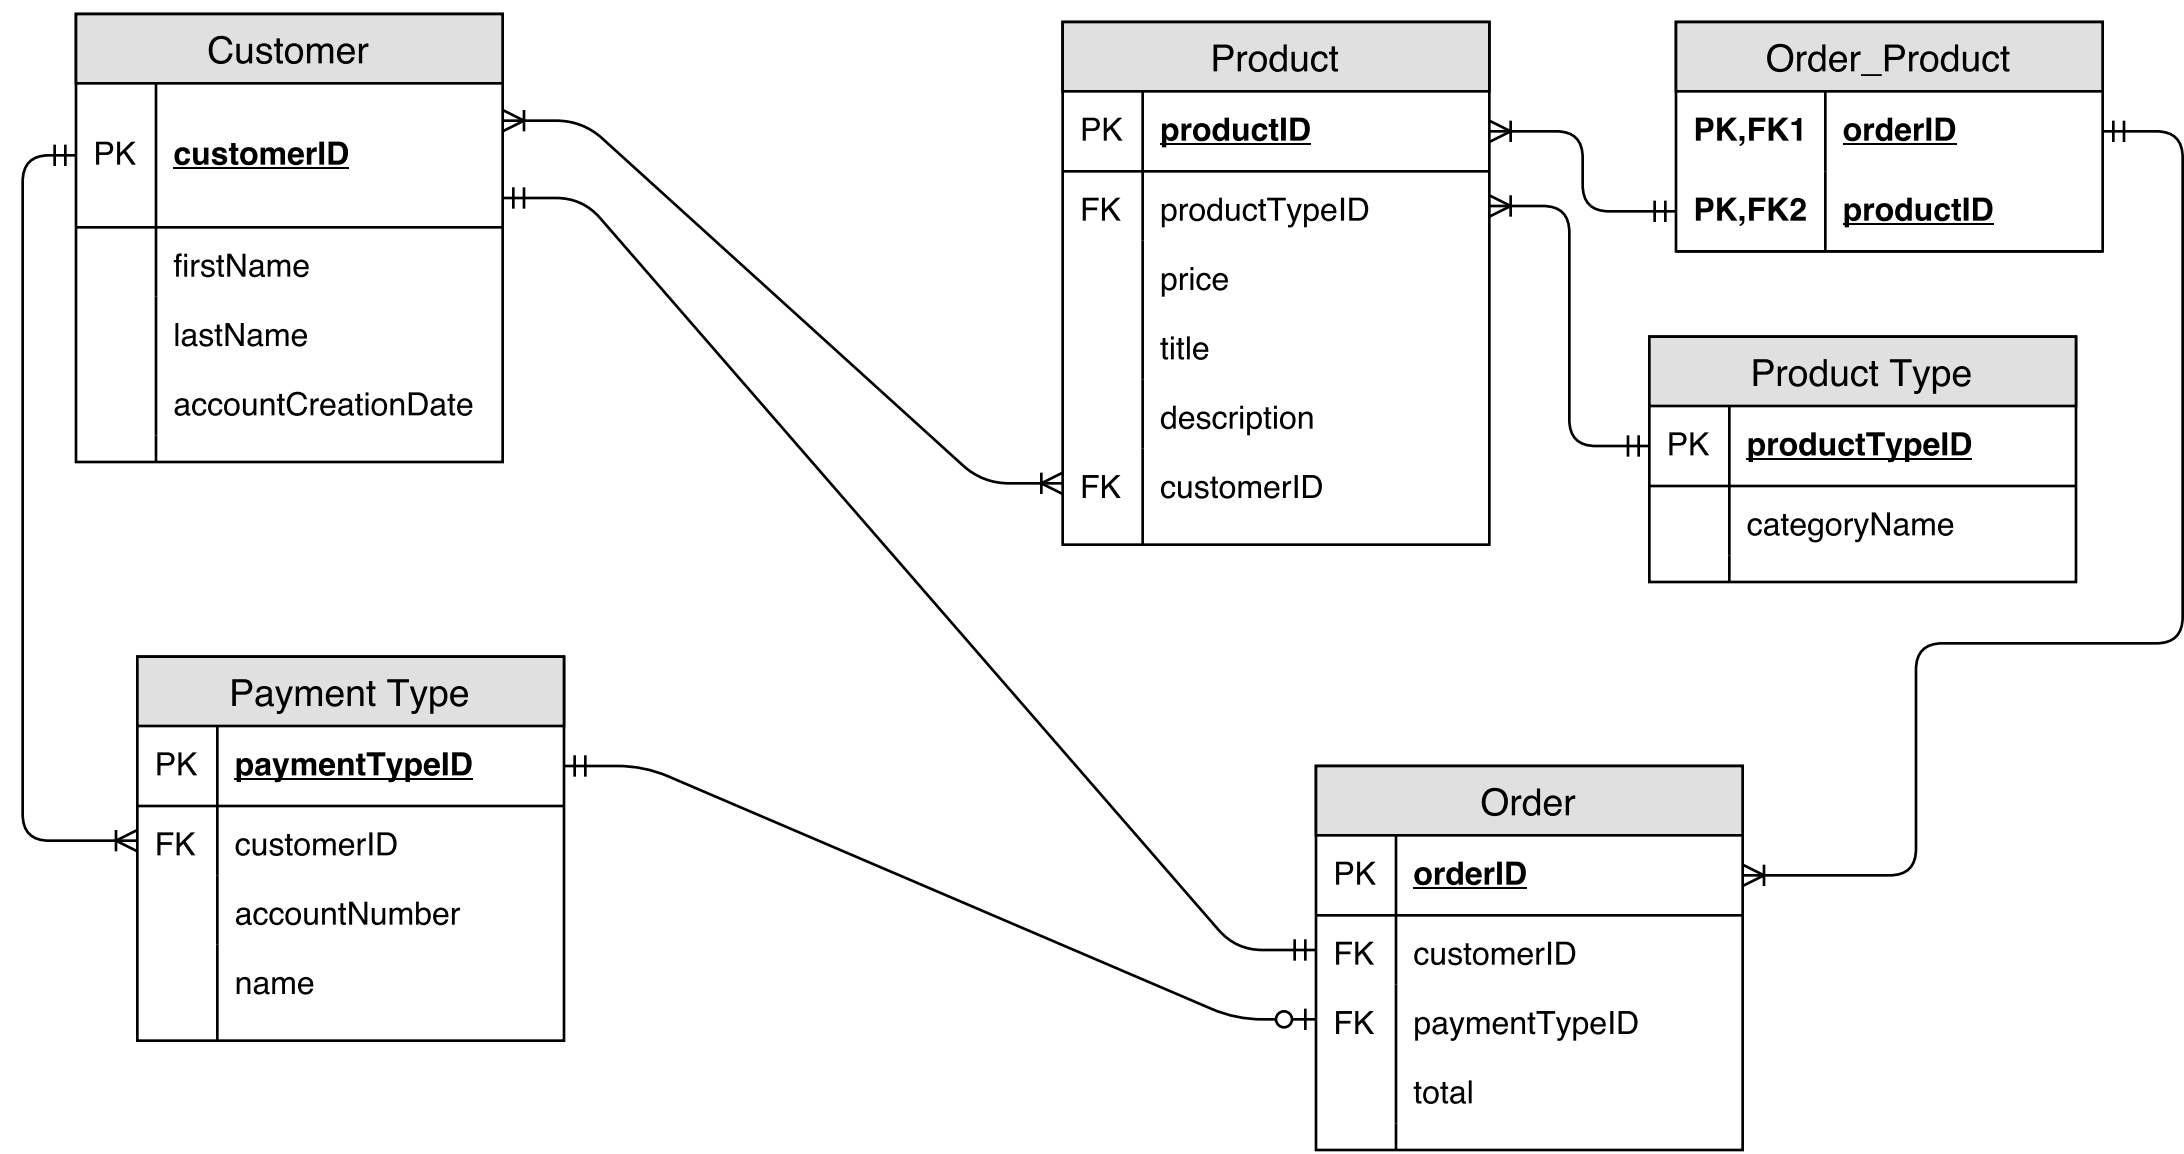 Customer
PK customerID
firstName
lastName
accountCreationDate
Product
PK productID
FK productTypeID
price
title
description
FK customerID
Order_Product
PK,FK1 orderID
PK,FK2 productID
Product Type
PK productTypeID
categoryName
Payment Type
PK paymentTypeID
FK customerID
accountNumber
name
Order
PK orderID
FK customerID
FK paymentTypeID
total